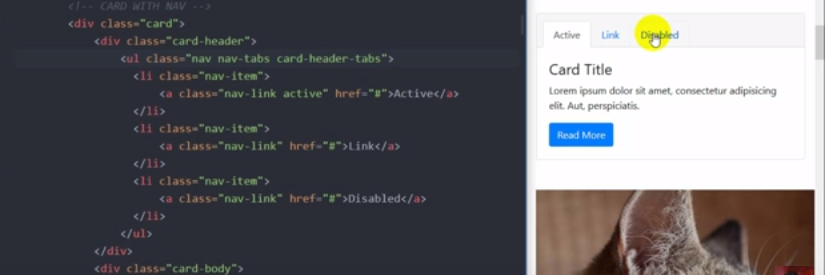 <!-- CARD WITH NAV -->
<div class="card">
<div class="card-header">
<ul class="nav nav-tabs card-header-tabs">
<li class="nav-item">
<a class="nav-link active" href="#">Active</a>
</li>
<li class="nav-item">
<a class="nav-link" href="#">Link</a>
</li>
<li class="nav-item">
<a class="nav-link" href="#">Disabled</a>
</li>
</ul>
</div>
<div class="card-body">
Active Link Disabled
Card Title
Lorem ipsum dolor sit amet, consectetur adipisicing
elit. Aut, perspiciatis.
Read More